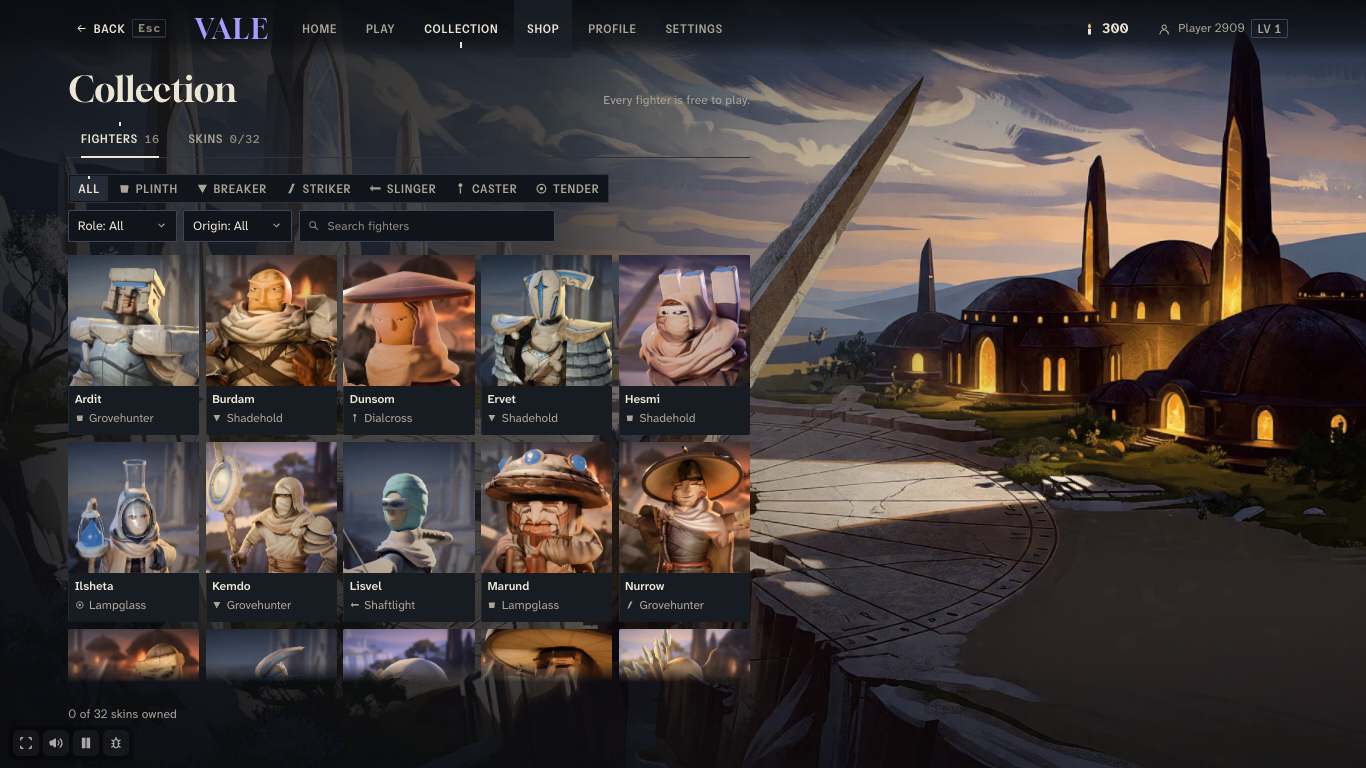 BACK Esc VALE HOME PLAY COLLECTION SHOP PROFILE SETTINGS 300 Player 2909 LV 1
Collection
Every fighter is free to play.
FIGHTERS 16 SKINS 0/32
ALL PLINTH BREAKER STRIKER SLINGER CASTER TENDER
Role: All Origin: All Search fighters
Ardit Burdam Dunsom Ervet Hesmi
Grovehunter Shadehold Dialcross Shadehold Shadehold
Ilsheta Kemdo Lisvel Marund Nurrow
Lampglass Grovehunter Shaftlight Lampglass Grovehunter
0 of 32 skins owned